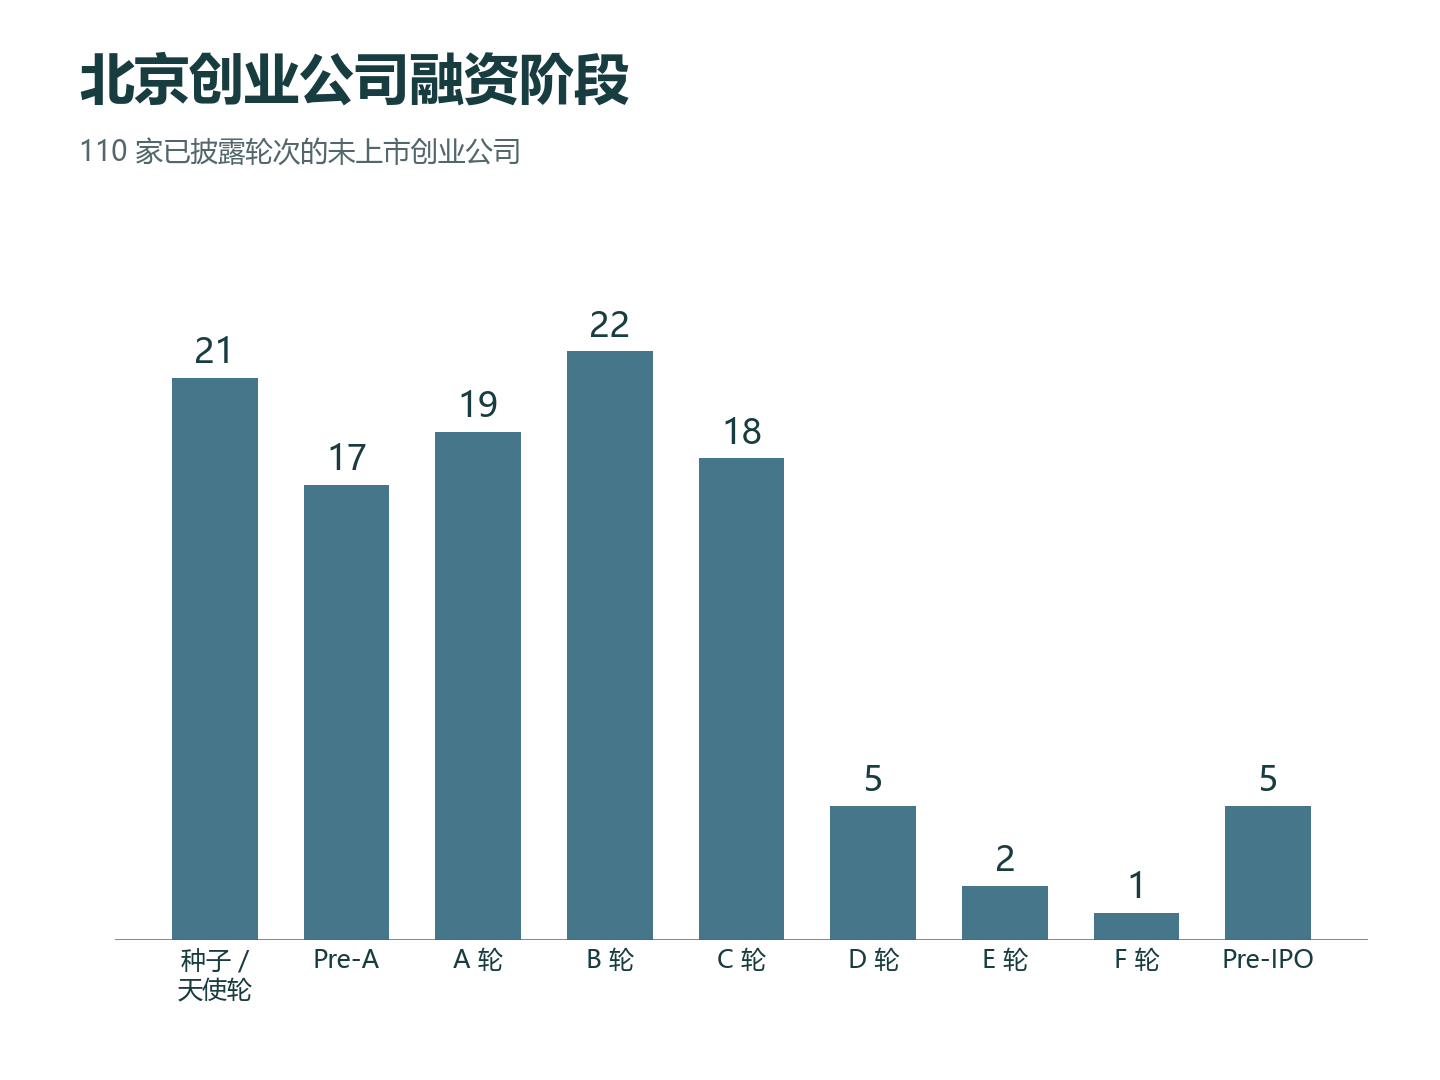 北京创业公司融资阶段
110 家已披露轮次的未上市创业公司
21
17
19
22
18
5
2
1
5
种子 /
天使轮
Pre-A
A 轮
B 轮
C 轮
D 轮
E 轮
F 轮
Pre-IPO